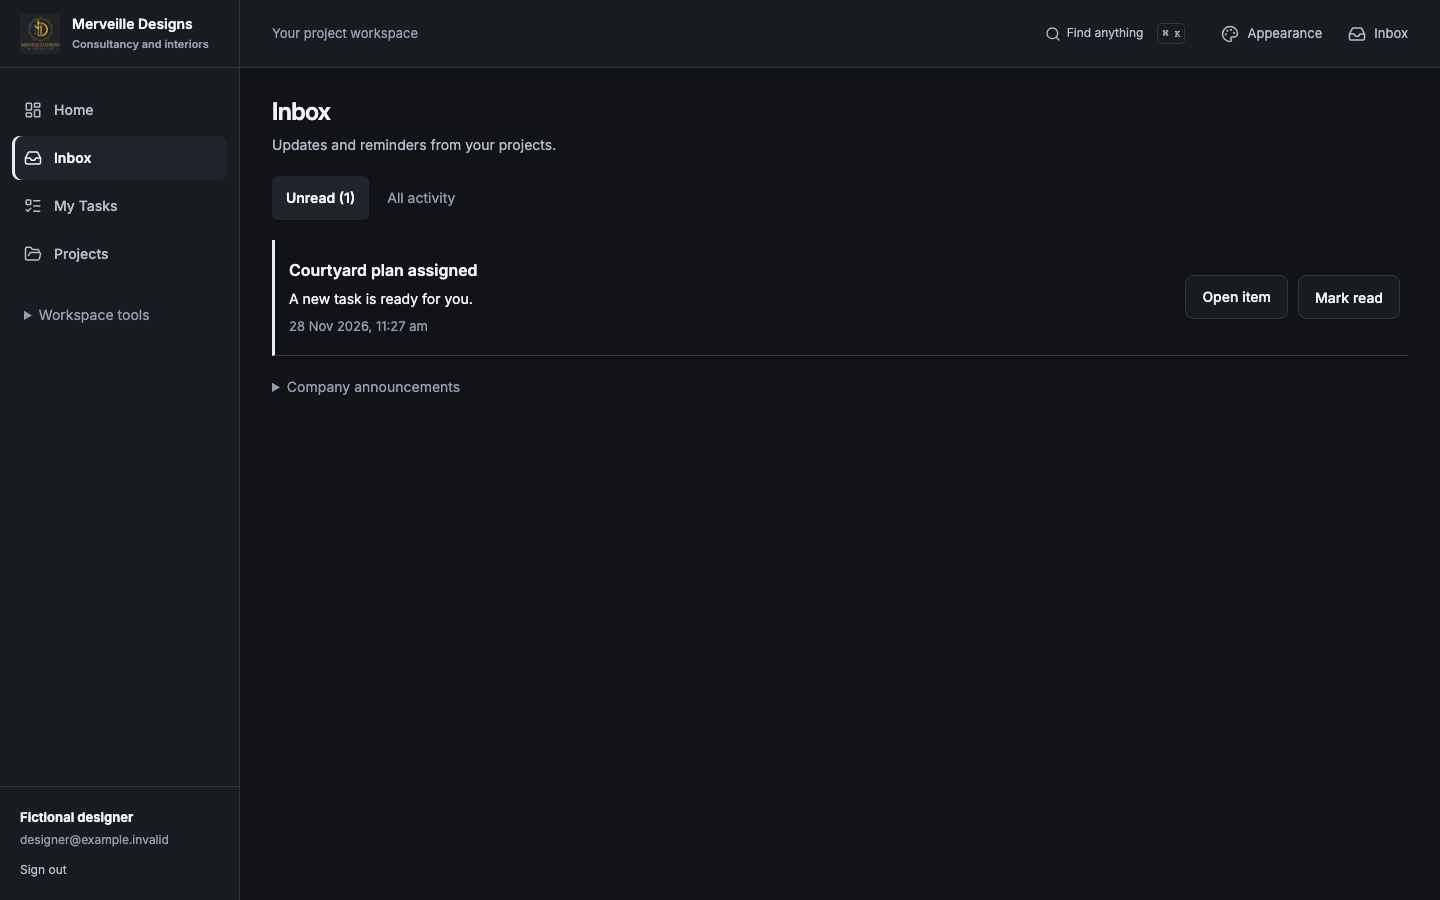 Merveille Designs
Consultancy and interiors
Your project workspace
Find anything ⌘ K
Appearance
Inbox
Home
Inbox
My Tasks
Projects
Workspace tools
Inbox
Updates and reminders from your projects.
Unread (1)
All activity
Courtyard plan assigned
A new task is ready for you.
28 Nov 2026, 11:27 am
Open item
Mark read
Company announcements
Fictional designer
designer@example.invalid
Sign out